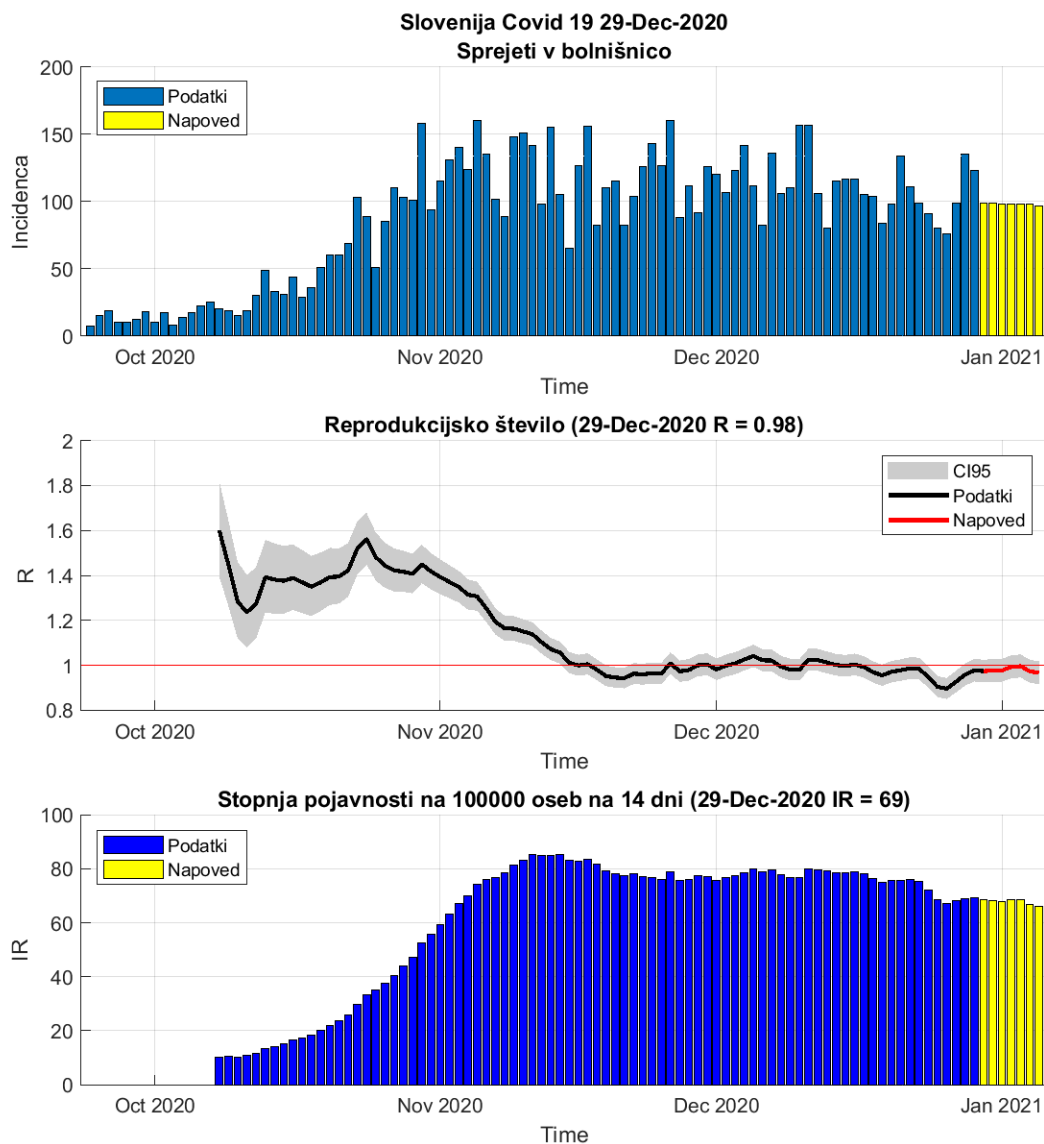 Slovenija Covid 19 29-Dec-2020
Sprejeti v bolnišnico
200
150
100
50
0
Incidenca
Podatki
Napoved
Oct 2020 Nov 2020 Dec 2020 Jan 2021
Time
Reprodukcijsko število (29-Dec-2020 R = 0.98)
2
1.8
1.6
1.4
1.2
1
0.8
R
CI95
Podatki
Napoved
Oct 2020 Nov 2020 Dec 2020 Jan 2021
Time
Stopnja pojavnosti na 100000 oseb na 14 dni (29-Dec-2020 IR = 69)
100
80
60
40
20
0
IR
Podatki
Napoved
Oct 2020 Nov 2020 Dec 2020 Jan 2021
Time